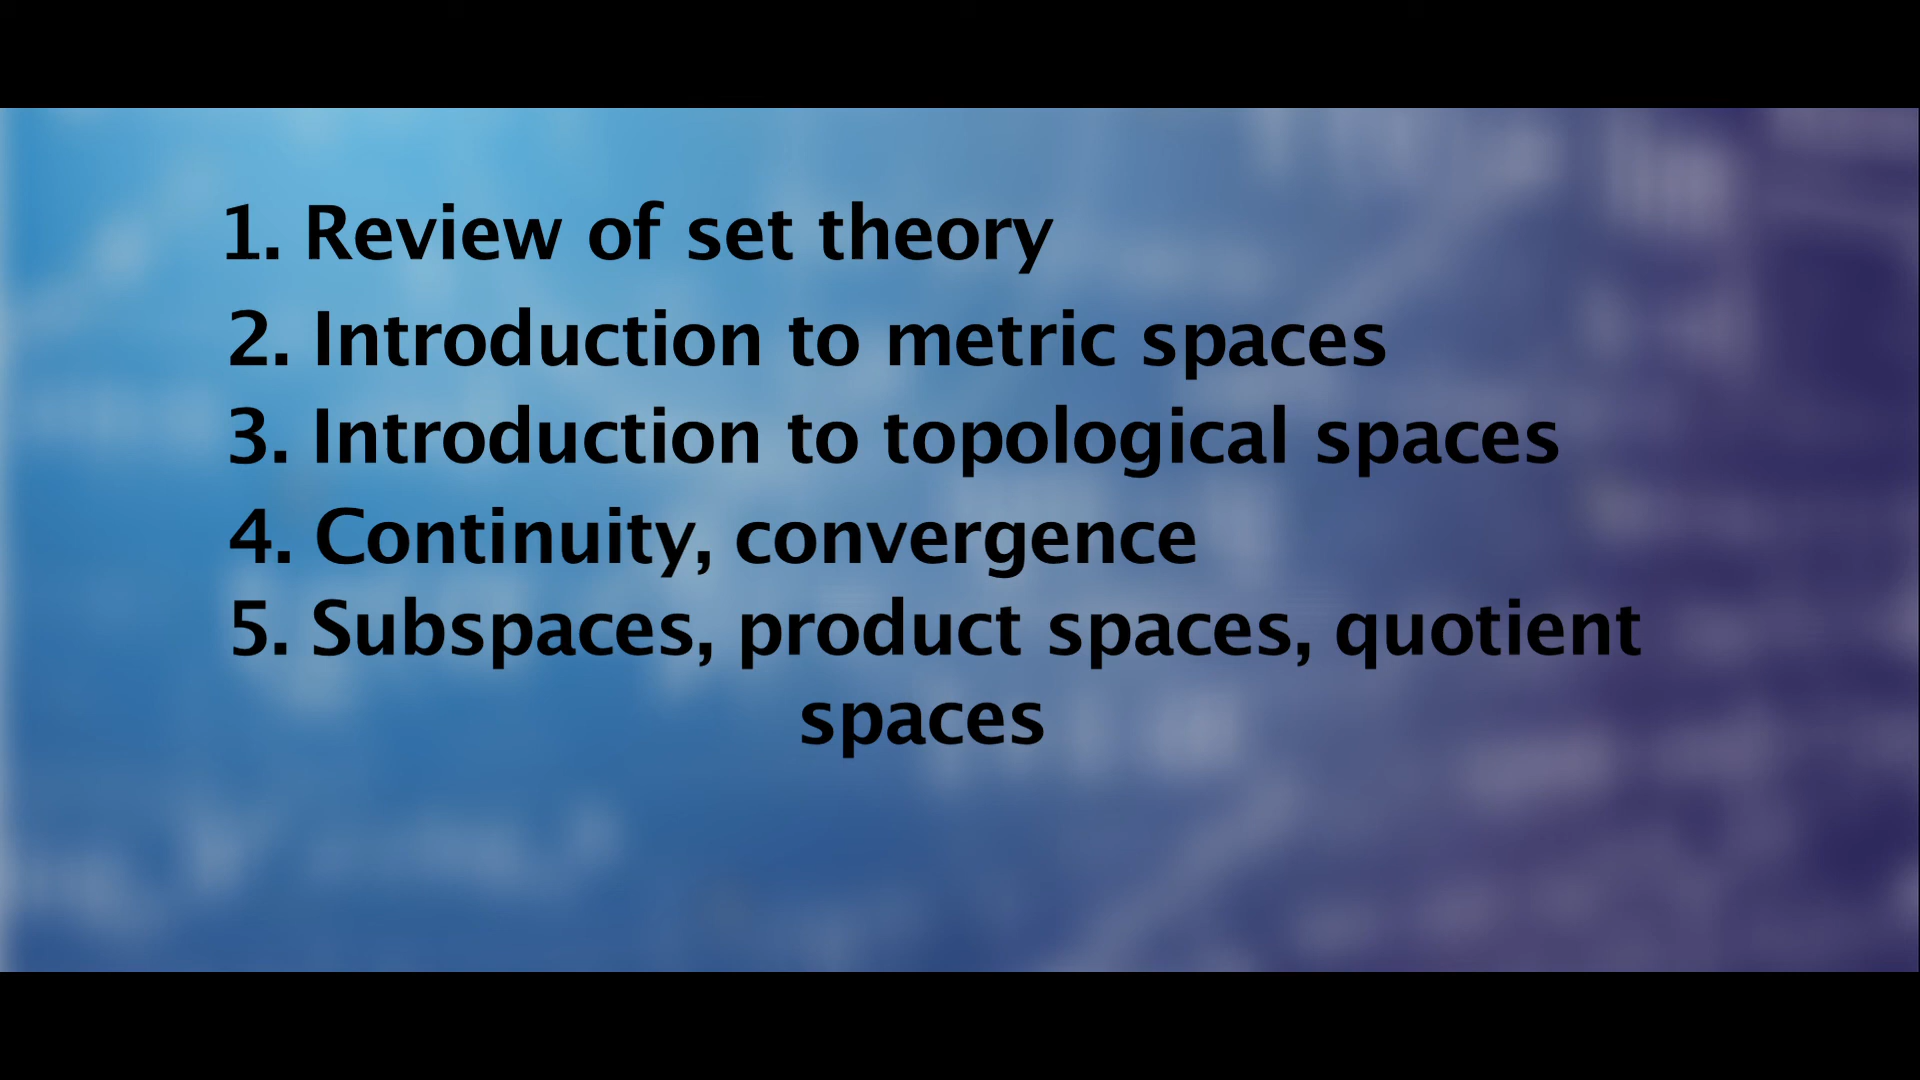 1. Review of set theory
2. Introduction to metric spaces
3. Introduction to topological spaces
4. Continuity, convergence
5. Subspaces, product spaces, quotient
spaces